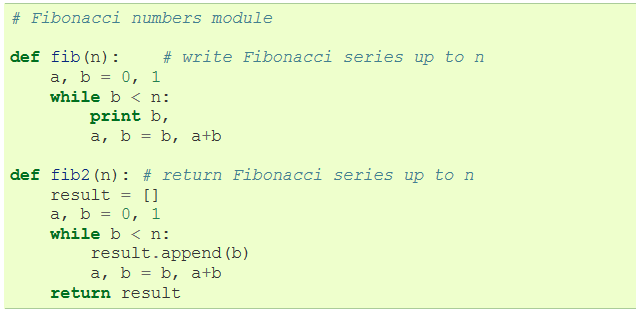 # Fibonacci numbers module

def fib(n):    # write Fibonacci series up to n
    a, b = 0, 1
    while b < n:
        print b,
        a, b = b, a+b

def fib2(n): # return Fibonacci series up to n
    result = []
    a, b = 0, 1
    while b < n:
        result.append(b)
        a, b = b, a+b
    return result